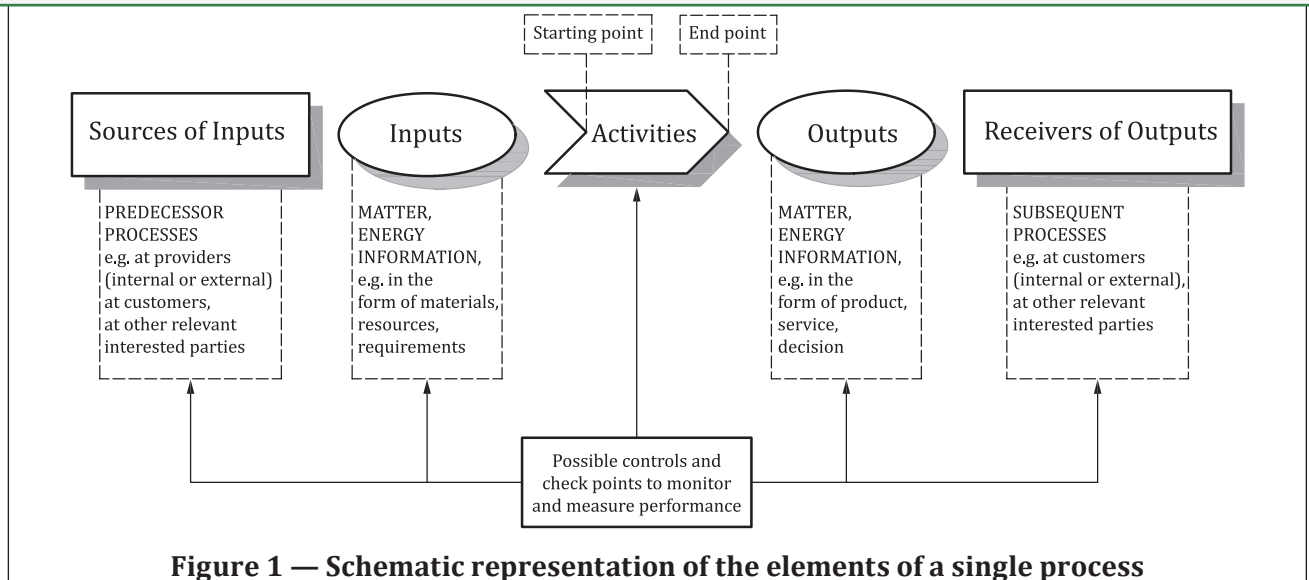 Starting point
End point
Sources of Inputs
Inputs
Activities
Outputs
Receivers of Outputs
PREDECESSOR
PROCESSES
e.g. at providers
(internal or external)
at customers,
at other relevant
interested parties
MATTER,
ENERGY
INFORMATION,
e.g. in the
form of materials,
resources,
requirements
MATTER,
ENERGY
INFORMATION,
e.g. in the
form of product,
service,
decision
SUBSEQUENT
PROCESSES
e.g. at customers
(internal or external),
at other relevant
interested parties
Possible controls and
check points to monitor
and measure performance
Figure 1 — Schematic representation of the elements of a single process